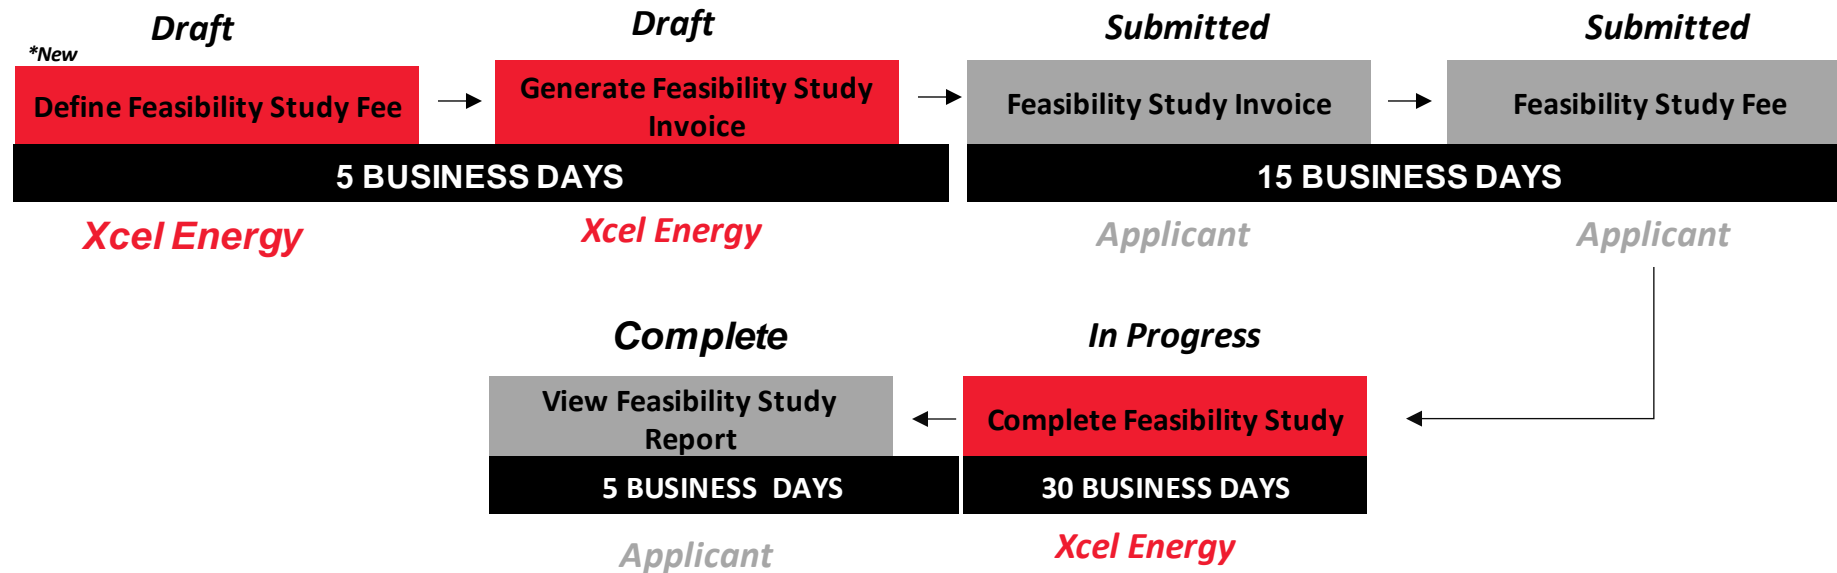 Draft
Draft
Submitted
Submitted
*New
Define Feasibility Study Fee
Generate Feasibility Study
Invoice
Feasibility Study Invoice
Feasibility Study Fee
5 BUSINESS DAYS
15 BUSINESS DAYS
Xcel Energy
Xcel Energy
Applicant
Applicant
Complete
In Progress
View Feasibility Study
Report
Complete Feasibility Study
5 BUSINESS DAYS
30 BUSINESS DAYS
Applicant
Xcel Energy